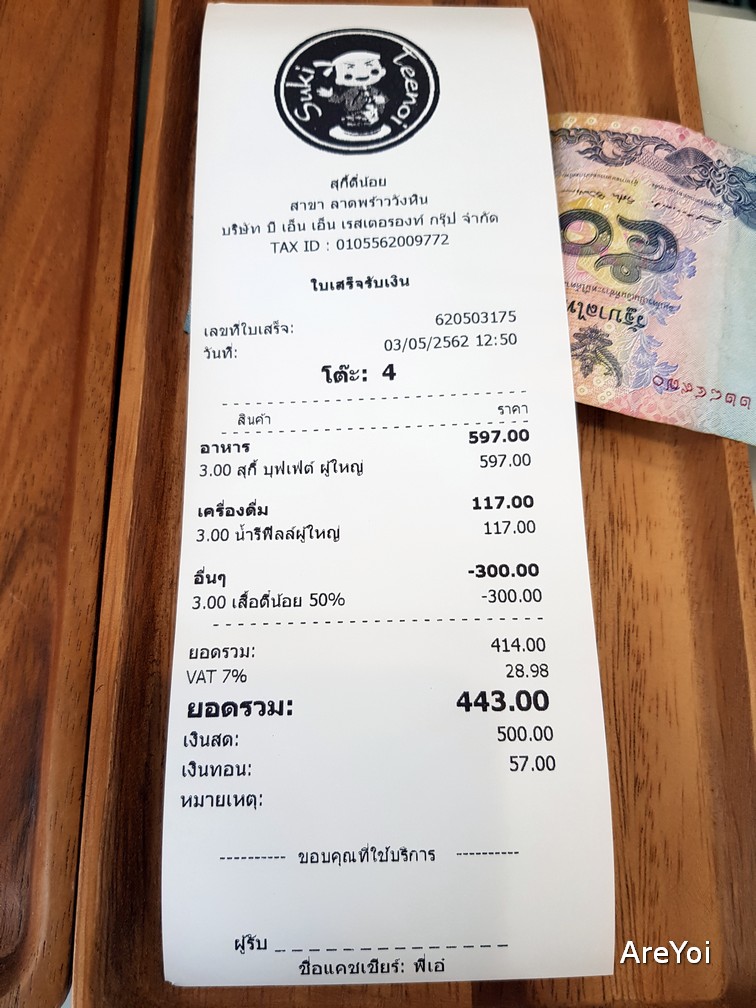 Suki Teenoi
สุกี้ตี๋น้อย
สาขา ลาดพร้าววังหิน
บริษัท บี เอ็น เอ็น เรสเตอรองท์ กรุ๊ป จำกัด
TAX ID : 0105562009772
ใบเสร็จรับเงิน
เลขที่ใบเสร็จ: 620503175
วันที่: 03/05/2562 12:50
โต๊ะ: 4
สินค้า ราคา
อาหาร 597.00
3.00 สุกี้ บุฟเฟต์ ผู้ใหญ่ 597.00
เครื่องดื่ม 117.00
3.00 น้ำรีฟีลล์ผู้ใหญ่ 117.00
อื่นๆ -300.00
3.00 เสื้อตี๋น้อย 50% -300.00
ยอดรวม: 414.00
VAT 7% 28.98
ยอดรวม: 443.00
เงินสด: 500.00
เงินทอน: 57.00
หมายเหตุ:
---------- ขอบคุณที่ใช้บริการ ----------
ผู้รับ _ _ _ _ _ _ _ _ _ _ _ _ _ _
ชื่อแคชเชียร์: พี่เอ๋
๕๐
รัฐบาลไท
AreYoi